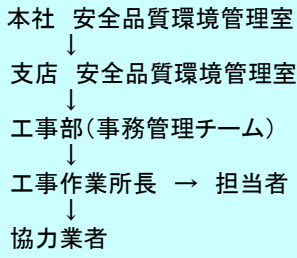 本社　安全品質環境管理室
↓
支店　安全品質環境管理室
↓
工事部(事務管理チーム)
↓
工事作業所長　→　担当者
↓
協力業者